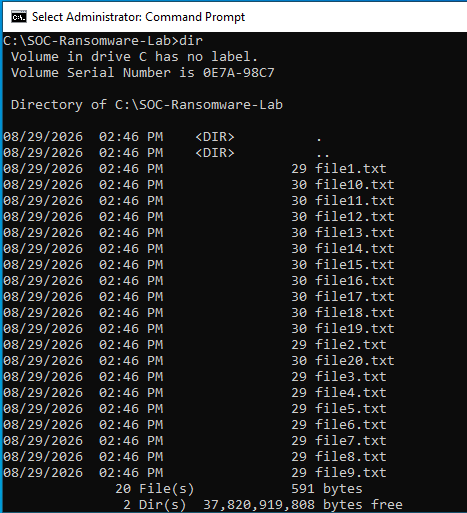 Select Administrator: Command Prompt
C:\SOC-Ransomware-Lab>dir
 Volume in drive C has no label.
 Volume Serial Number is 0E7A-98C7

 Directory of C:\SOC-Ransomware-Lab

08/29/2026  02:46 PM    <DIR>          .
08/29/2026  02:46 PM    <DIR>          ..
08/29/2026  02:46 PM                29 file1.txt
08/29/2026  02:46 PM                30 file10.txt
08/29/2026  02:46 PM                30 file11.txt
08/29/2026  02:46 PM                30 file12.txt
08/29/2026  02:46 PM                30 file13.txt
08/29/2026  02:46 PM                30 file14.txt
08/29/2026  02:46 PM                30 file15.txt
08/29/2026  02:46 PM                30 file16.txt
08/29/2026  02:46 PM                30 file17.txt
08/29/2026  02:46 PM                30 file18.txt
08/29/2026  02:46 PM                30 file19.txt
08/29/2026  02:46 PM                29 file2.txt
08/29/2026  02:46 PM                30 file20.txt
08/29/2026  02:46 PM                29 file3.txt
08/29/2026  02:46 PM                29 file4.txt
08/29/2026  02:46 PM                29 file5.txt
08/29/2026  02:46 PM                29 file6.txt
08/29/2026  02:46 PM                29 file7.txt
08/29/2026  02:46 PM                29 file8.txt
08/29/2026  02:46 PM                29 file9.txt
              20 File(s)            591 bytes
               2 Dir(s)  37,820,919,808 bytes free